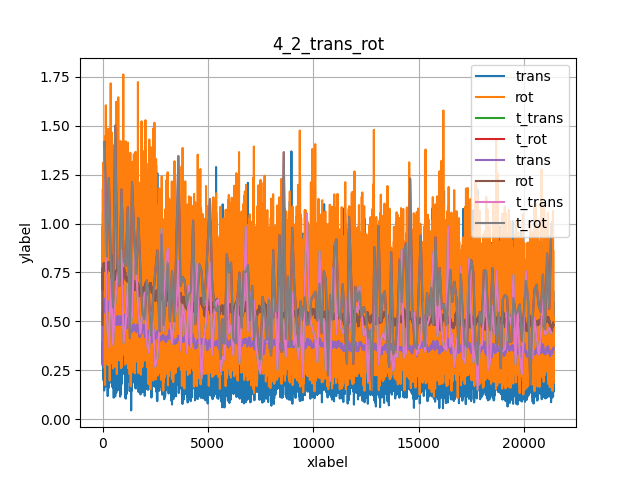 4_2_trans_rot
ylabel
1.75
1.50
1.25
1.00
0.75
0.50
0.25
0.00
trans
rot
t_trans
t_rot
trans
rot
t_trans
t_rot
0 5000 10000 15000 20000
xlabel